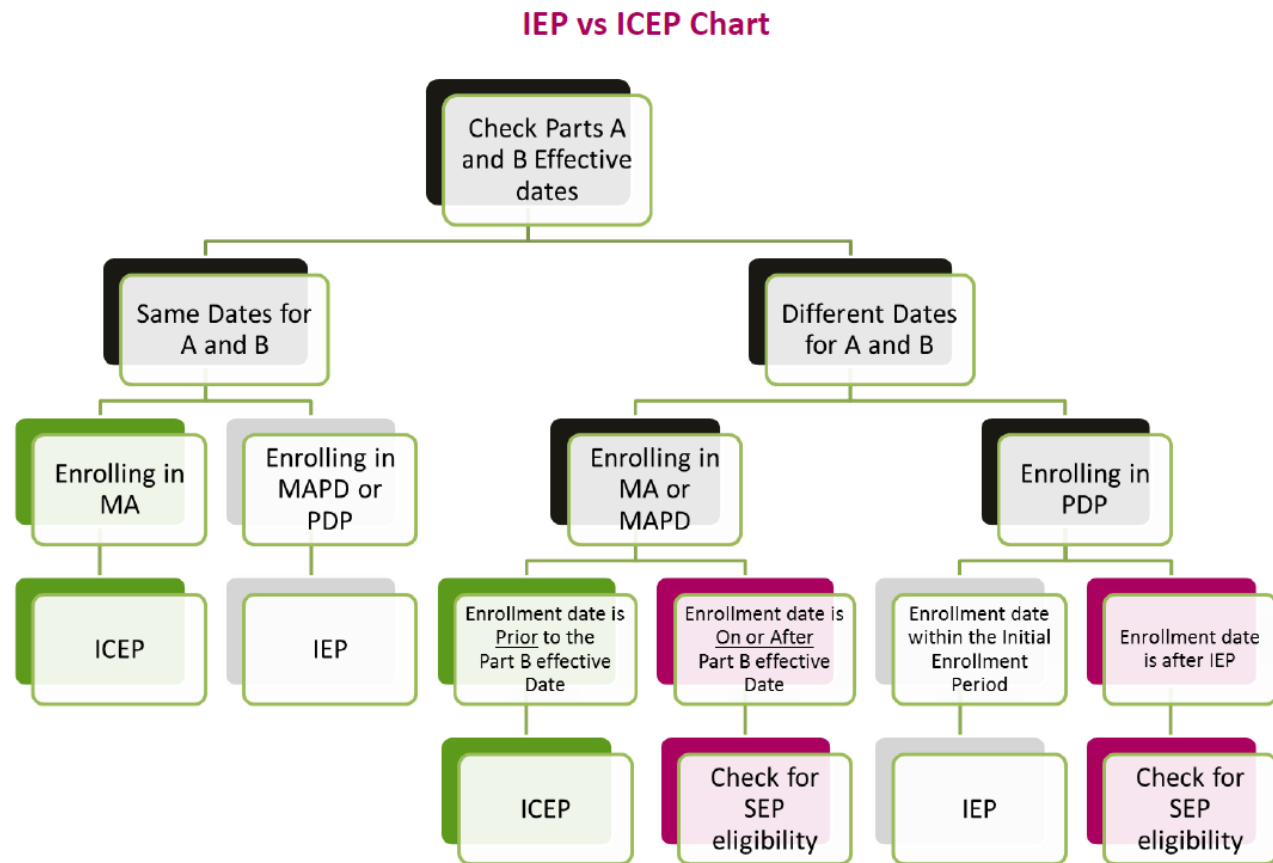 IEP vs ICEP Chart
Check Parts A
and B Effective
dates
Same Dates for
A and B
Different Dates
for A and B
Enrolling in
MA
Enrolling in
MAPD or
PDP
Enrolling in
MA or
MAPD
Enrolling in
PDP
ICEP
IEP
Enrollment date is
Prior to the
Part B effective
Date
Enrollment date is
On or After
Part B effective
Date
Enrollment date
within the Initial
Enrollment
Period
Enrollment date
is after IEP
ICEP
Check for
SEP
eligibility
IEP
Check for
SEP
eligibility